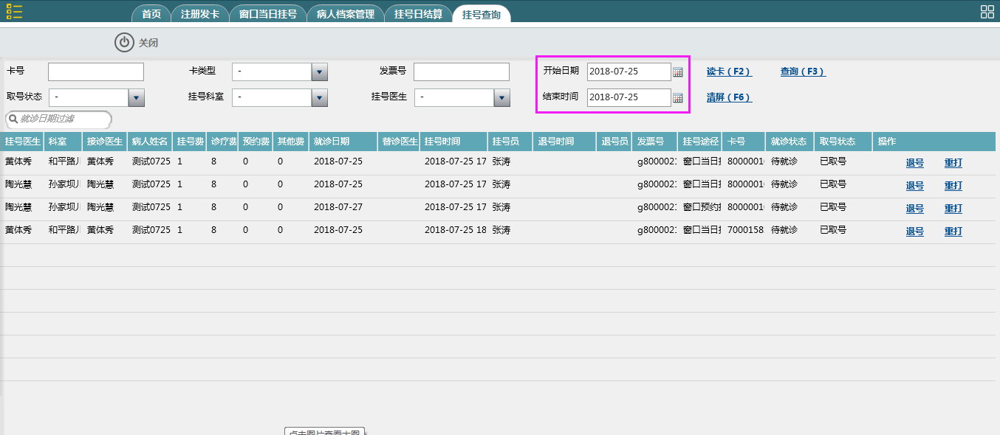 首页 注册发卡 窗口当日挂号 病人档案管理 挂号日结算 挂号查询
关闭
卡号 卡类型 - 发票号 开始日期 2018-07-25 读卡(F2) 查询(F3)
取号状态 - 挂号科室 - 挂号医生 - 结束时间 2018-07-25 清屏(F6)
就诊日期过滤
挂号医生 科室 接诊医生 病人姓名 挂号费 诊疗费 预约费 其他费 就诊日期 替诊医生 挂号时间 挂号员 退号时间 退号员 发票号 挂号途径 卡号 就诊状态 取号状态 操作
黄体秀 和平路 黄体秀 测试0725 1 8 0 0 2018-07-25 2018-07-25 17 张涛 g800002 窗口当日 8000001 待就诊 已取号 退号 重打
陶光慧 孙家坝 陶光慧 测试0725 1 8 0 0 2018-07-25 2018-07-25 17 张涛 g800002 窗口当日 8000001 待就诊 已取号 退号 重打
陶光慧 孙家坝 陶光慧 测试0725 1 8 0 0 2018-07-27 2018-07-25 17 张涛 g800002 窗口预约 8000001 待就诊 已取号 退号 重打
黄体秀 和平路 黄体秀 测试0725 1 8 0 0 2018-07-25 2018-07-25 18 张涛 g800002 窗口当日 7000158 待就诊 已取号 退号 重打
点击图片查看大图